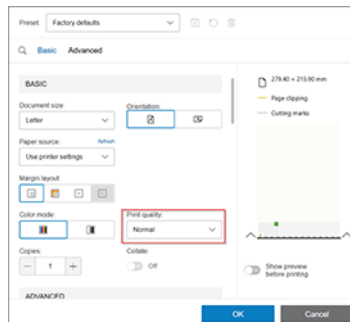 Preset: Factory defaults
Basic Advanced
BASIC
Document size:
Letter
Orientation:
Paper source: Refresh
Use printer settings
Margin layout:
Color mode:
Print quality:
Normal
Copies:
1
Collate:
Off
ADVANCED
279.40 × 215.90 mm
Page clipping
Cutting marks
Show preview
before printing
OK Cancel